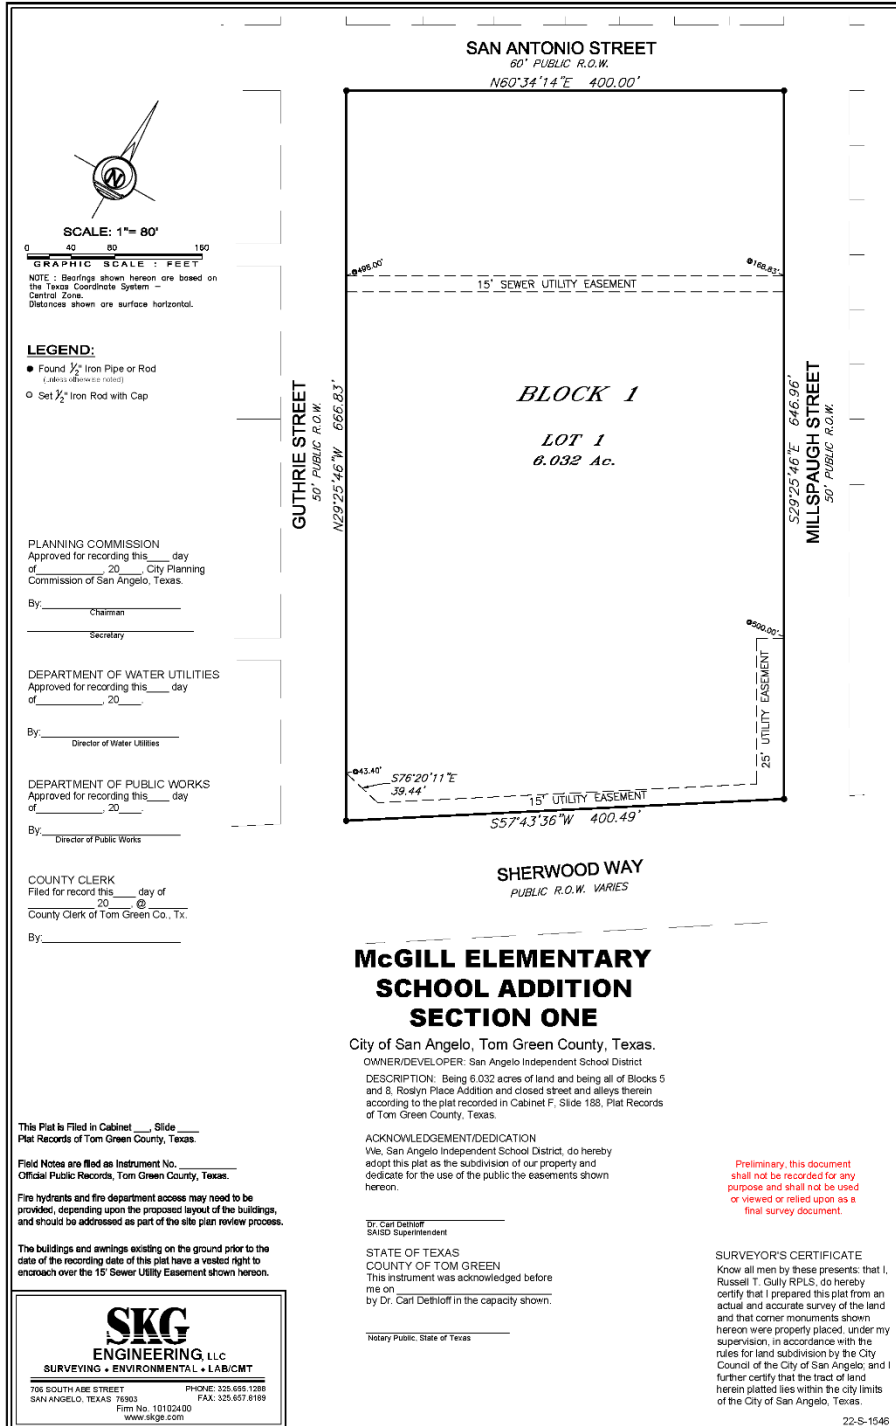 SAN ANTONIO STREET
60' PUBLIC R.O.W.
N60°34'14"E 400.00'
N
SCALE: 1"= 80'
0 40 80 160
GRAPHIC SCALE : FEET
NOTE : Bearings shown hereon are based on
the Texas Coordinate System –
Central Zone.
Distances shown are surface horizontal.
@495.00'
@168.83'
15' SEWER UTILITY EASEMENT
LEGEND:
● Found ½" Iron Pipe or Rod
(unless otherwise noted)
○ Set ½" Iron Rod with Cap
GUTHRIE STREET
50' PUBLIC R.O.W.
N29°25'46"W 666.83'
BLOCK 1
LOT 1
6.032 Ac.
S29°25'46"E 646.96'
MILLSPAUGH STREET
50' PUBLIC R.O.W.
PLANNING COMMISSION
Approved for recording this____ day
of____________, 20____, City Planning
Commission of San Angelo, Texas.
By:_________________________
Chairman
Secretary
DEPARTMENT OF WATER UTILITIES
Approved for recording this____ day
of____________, 20____.
By:_________________________
Director of Water Utilities
DEPARTMENT OF PUBLIC WORKS
Approved for recording this____ day
of____________, 20____.
By:_________________________
Director of Public Works
COUNTY CLERK
Filed for record this____ day of
____________ 20____, @ _______
County Clerk of Tom Green Co., Tx.
By:_________________________
@500.00'
25' UTILITY EASEMENT
@43.40'
S76°20'11"E
39.44'
15' UTILITY EASEMENT
S57°43'36"W 400.49'
SHERWOOD WAY
PUBLIC R.O.W. VARIES
McGILL ELEMENTARY
SCHOOL ADDITION
SECTION ONE
City of San Angelo, Tom Green County, Texas.
OWNER/DEVELOPER: San Angelo Independent School District
DESCRIPTION: Being 6.032 acres of land and being all of Blocks 5
and 8, Roslyn Place Addition and closed street and alleys therein
according to the plat recorded in Cabinet F, Slide 188, Plat Records
of Tom Green County, Texas.
ACKNOWLEDGEMENT/DEDICATION
We, San Angelo Independent School District, do hereby
adopt this plat as the subdivision of our property and
dedicate for the use of the public the easements shown
hereon.
Dr. Carl Dethloff
SAISD Superintendent
STATE OF TEXAS
COUNTY OF TOM GREEN
This instrument was acknowledged before
me on _______________________
by Dr. Carl Dethloff in the capacity shown.
Notary Public, State of Texas
This Plat is Filed in Cabinet ___, Slide ____
Plat Records of Tom Green County, Texas.
Field Notes are filed as Instrument No. __________
Official Public Records, Tom Green County, Texas.
Fire hydrants and fire department access may need to be
provided, depending upon the proposed layout of the buildings,
and should be addressed as part of the site plan review process.
The buildings and awnings existing on the ground prior to the
date of the recording date of this plat have a vested right to
encroach over the 15' Sewer Utility Easement shown hereon.
Preliminary, this document
shall not be recorded for any
purpose and shall not be used
or viewed or relied upon as a
final survey document.
SURVEYOR'S CERTIFICATE
Know all men by these presents: that I,
Russell T. Gully RPLS, do hereby
certify that I prepared this plat from an
actual and accurate survey of the land
and that corner monuments shown
hereon were properly placed, under my
supervision, in accordance with the
rules for land subdivision by the City
Council of the City of San Angelo; and I
further certify that the tract of land
herein platted lies within the city limits
of the City of San Angelo, Texas.
SKG
ENGINEERING, LLC
SURVEYING • ENVIRONMENTAL • LAB/CMT
706 SOUTH ABE STREET PHONE: 325.655.1288
SAN ANGELO, TEXAS 76903 FAX: 325.657.8189
Firm No. 10102400
www.skge.com
22-S-1546